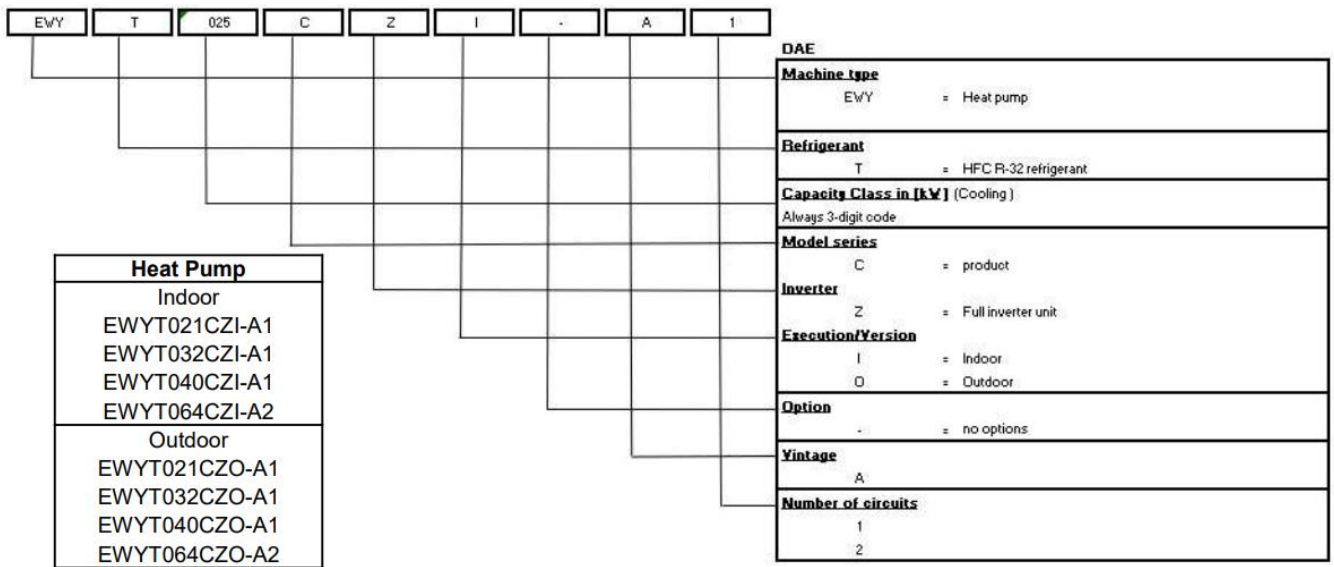 EWY T 025 C Z I - A 1
DAE
Machine type
EWY = Heat pump
Refrigerant
T = HFC R-32 refrigerant
Capacity Class in [kW] (Cooling)
Always 3-digit code
Model series
C = product
Inverter
Z = Full inverter unit
Execution/Version
I = Indoor
O = Outdoor
Option
- = no options
Vintage
A
Number of circuits
1
2
Heat Pump
Indoor
EWYT021CZI-A1
EWYT032CZI-A1
EWYT040CZI-A1
EWYT064CZI-A2
Outdoor
EWYT021CZO-A1
EWYT032CZO-A1
EWYT040CZO-A1
EWYT064CZO-A2